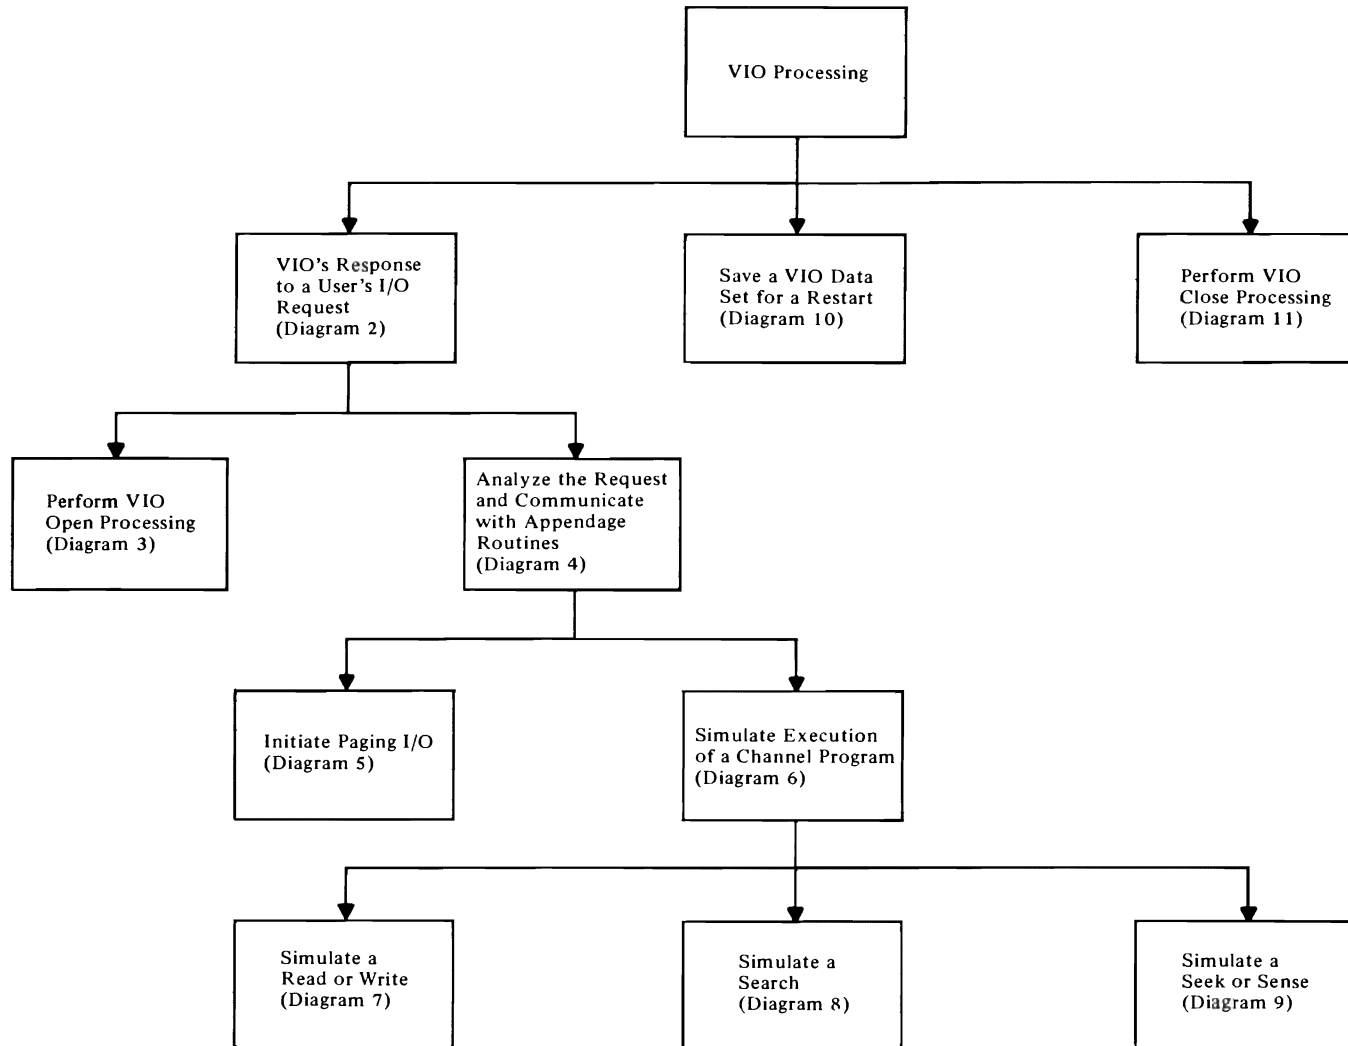 VIO Processing
VIO's Response
to a User's I/O
Request
(Diagram 2)
Save a VIO Data
Set for a Restart
(Diagram 10)
Perform VIO
Close Processing
(Diagram 11)
Perform VIO
Open Processing
(Diagram 3)
Analyze the Request
and Communicate
with Appendage
Routines
(Diagram 4)
Initiate Paging I/O
(Diagram 5)
Simulate Execution
of a Channel Program
(Diagram 6)
Simulate a
Read or Write
(Diagram 7)
Simulate a
Search
(Diagram 8)
Simulate a
Seek or Sense
(Diagram 9)